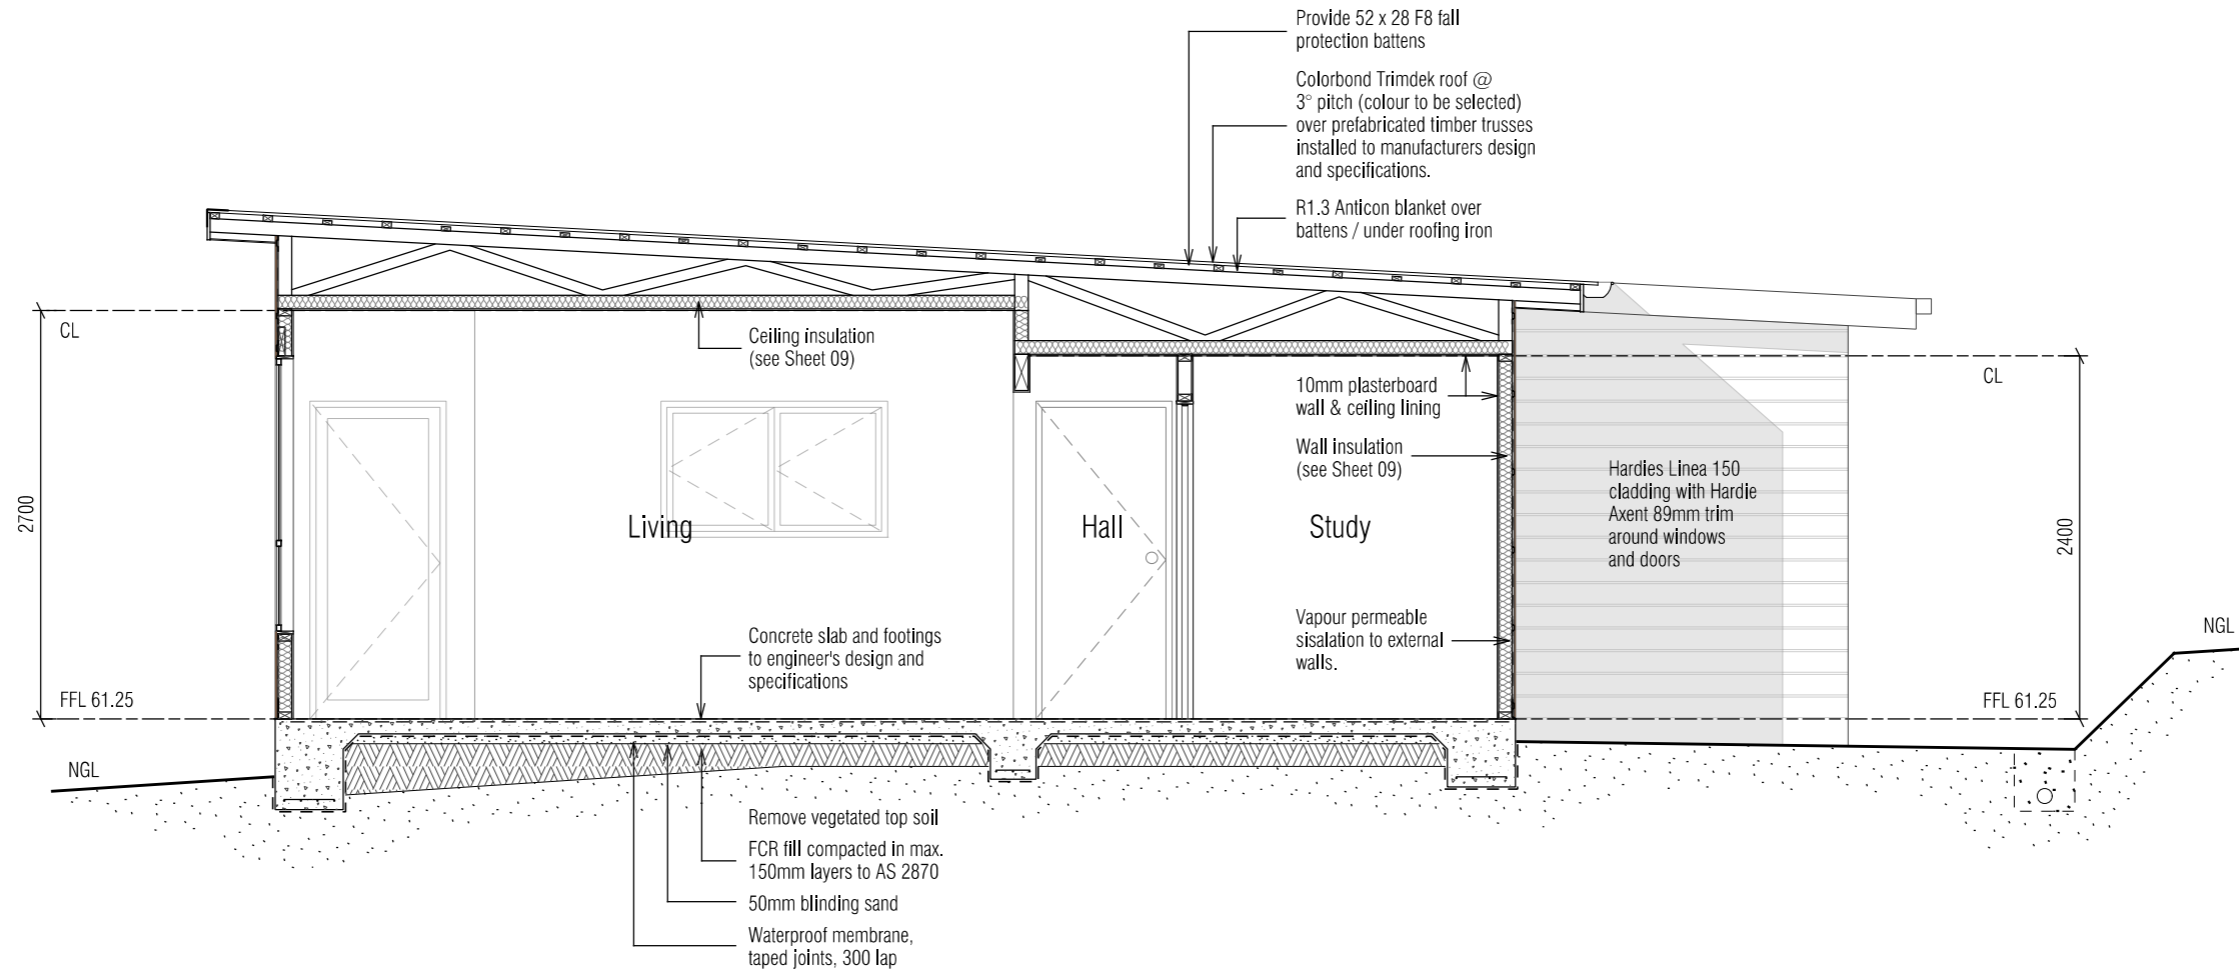 Provide 52 x 28 F8 fall
protection battens
Colorbond Trimdek roof @
3° pitch (colour to be selected)
over prefabricated timber trusses
installed to manufacturers design
and specifications.
R1.3 Anticon blanket over
battens / under roofing iron
CL
Ceiling insulation
(see Sheet 09)
10mm plasterboard
wall & ceiling lining
CL
Wall insulation
(see Sheet 09)
Hardies Linea 150
cladding with Hardie
Axent 89mm trim
around windows
and doors
2700
Living
Hall
Study
2400
Vapour permeable
sisalation to external
walls.
NGL
Concrete slab and footings
to engineer's design and
specifications
FFL 61.25
FFL 61.25
NGL
Remove vegetated top soil
FCR fill compacted in max.
150mm layers to AS 2870
50mm blinding sand
Waterproof membrane,
taped joints, 300 lap